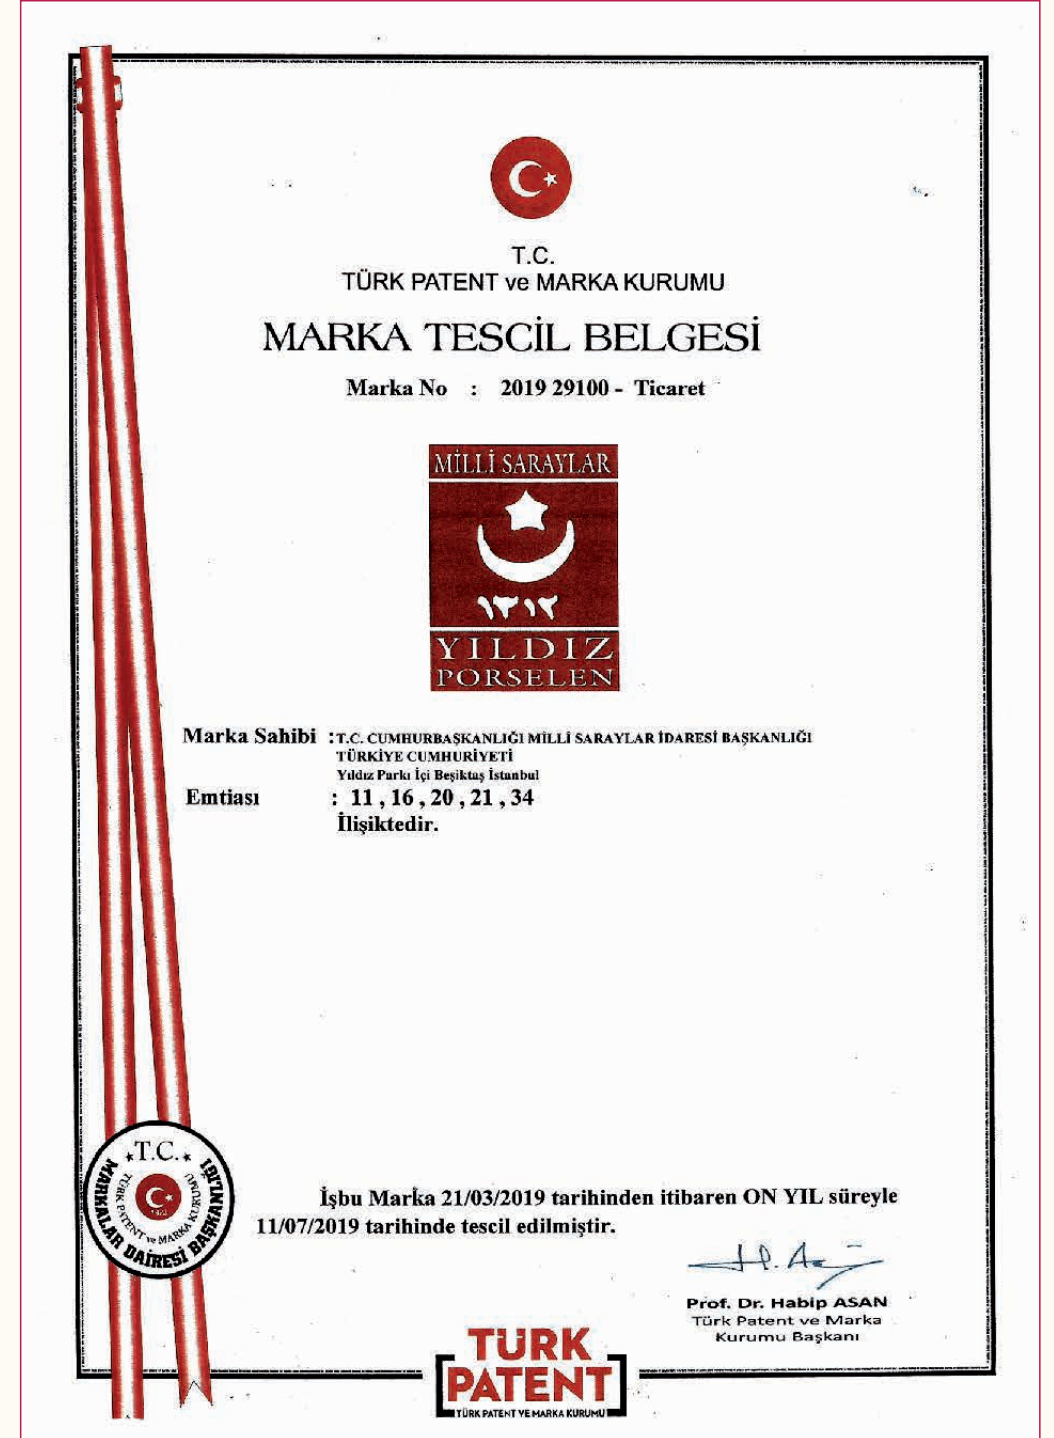 T.C.
TÜRK PATENT ve MARKA KURUMU
MARKA TESCİL BELGESİ
Marka No : 2019 29100 - Ticaret
MİLLİ SARAYLAR
١٣١٢
YILDIZ
PORSELEN
Marka Sahibi : T.C. CUMHURBAŞKANLIĞI MİLLİ SARAYLAR İDARESİ BAŞKANLIĞI
TÜRKİYE CUMHURİYETİ
Yıldız Parkı İçi Beşiktaş İstanbul
Emtiası : 11 , 16 , 20 , 21 , 34
İlişiktedir.
T.C.
TÜRK PATENT ve MARKA KURUMU
MARKALAR DAİRESİ BAŞKANLIĞI
İşbu Marka 21/03/2019 tarihinden itibaren ON YIL süreyle
11/07/2019 tarihinde tescil edilmiştir.
Prof. Dr. Habip ASAN
Türk Patent ve Marka
Kurumu Başkanı
TÜRK
PATENT
TÜRK PATENT VE MARKA KURUMU